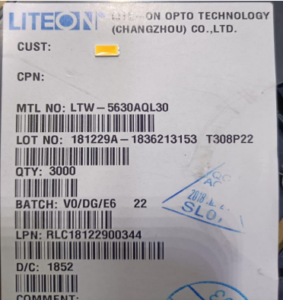 LITEON LITE-ON OPTO TECHNOLOGY
(CHANGZHOU) CO.,LTD.
CUST:
CPN:
MTL NO: LTW-5630AQL30
LOT NO: 181229A-1836213153 T308P22
QTY: 3000
BATCH: V0/DG/E6 22
LPN: RLC18122900344
D/C: 1852
COMMENT: